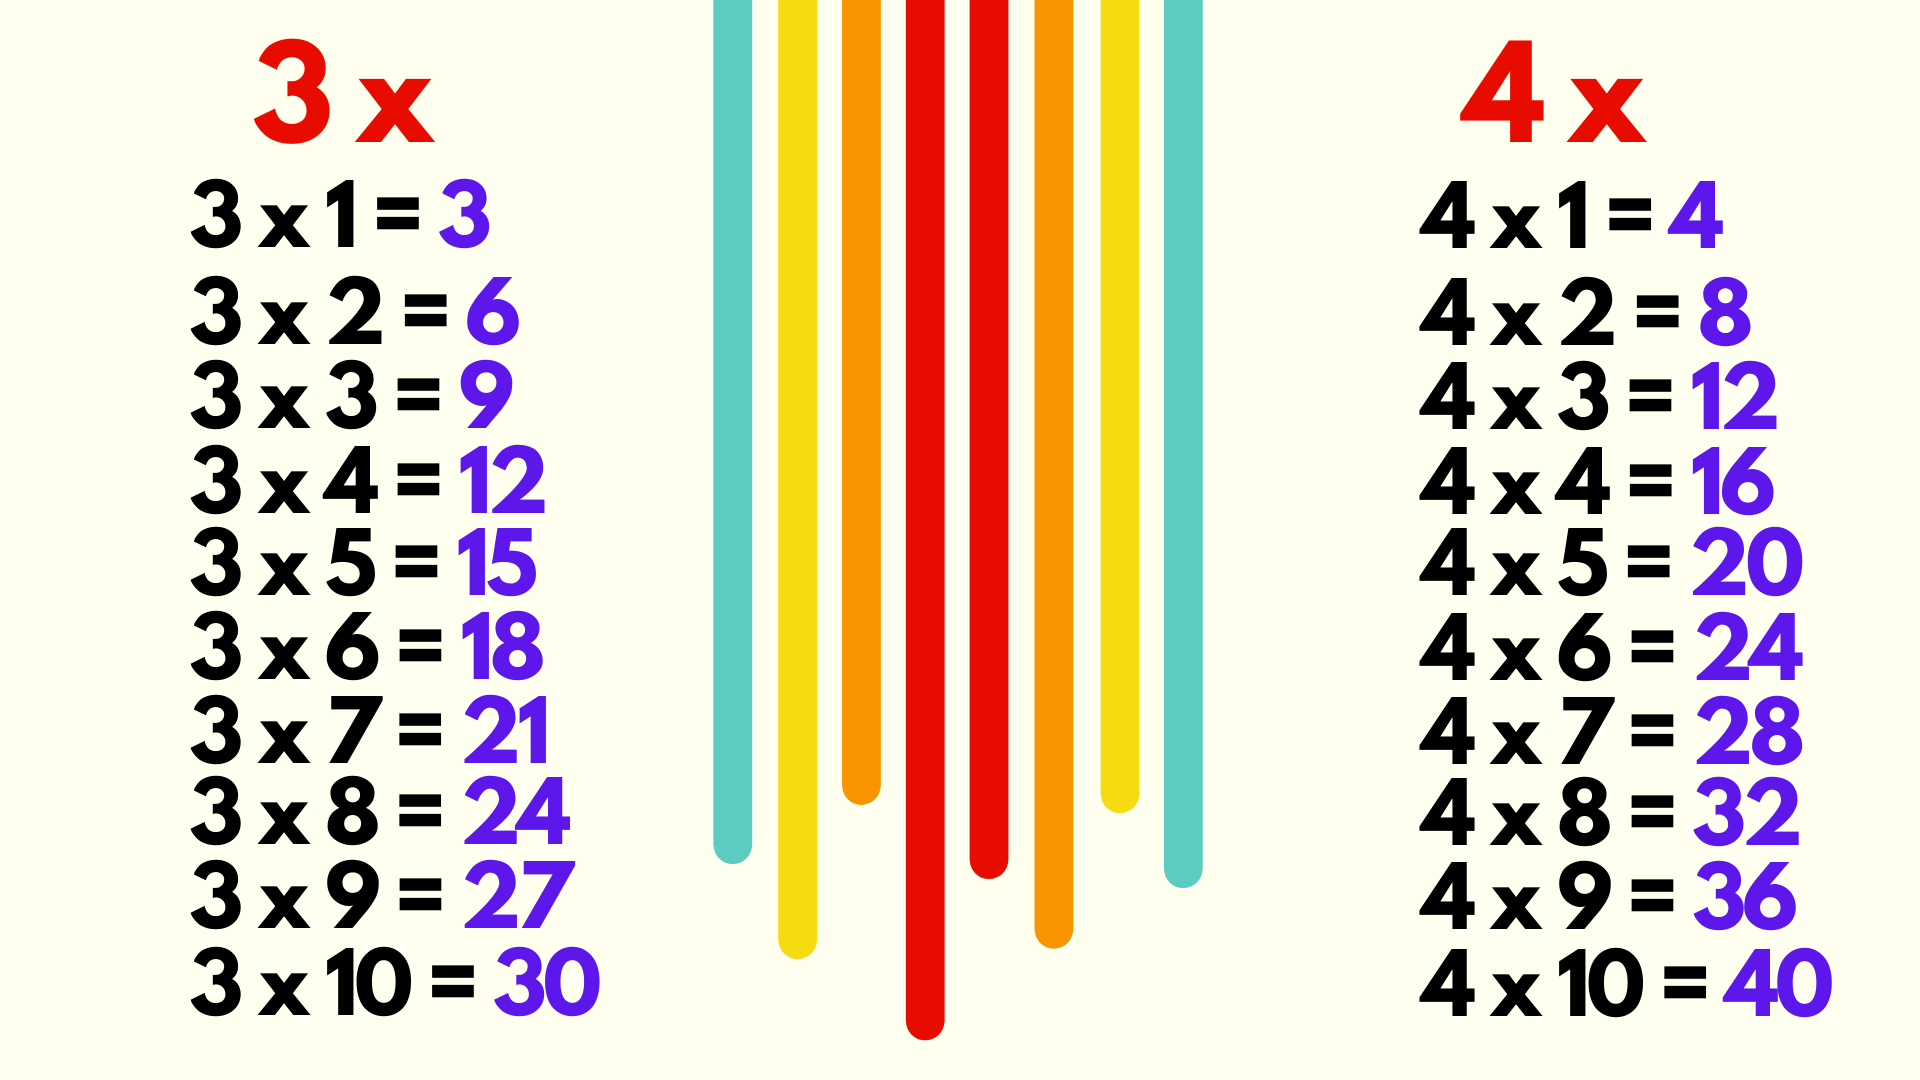 3 x
3 x 1 = 3
3 x 2 = 6
3 x 3 = 9
3 x 4 = 12
3 x 5 = 15
3 x 6 = 18
3 x 7 = 21
3 x 8 = 24
3 x 9 = 27
3 x 10 = 30
4 x
4 x 1 = 4
4 x 2 = 8
4 x 3 = 12
4 x 4 = 16
4 x 5 = 20
4 x 6 = 24
4 x 7 = 28
4 x 8 = 32
4 x 9 = 36
4 x 10 = 40